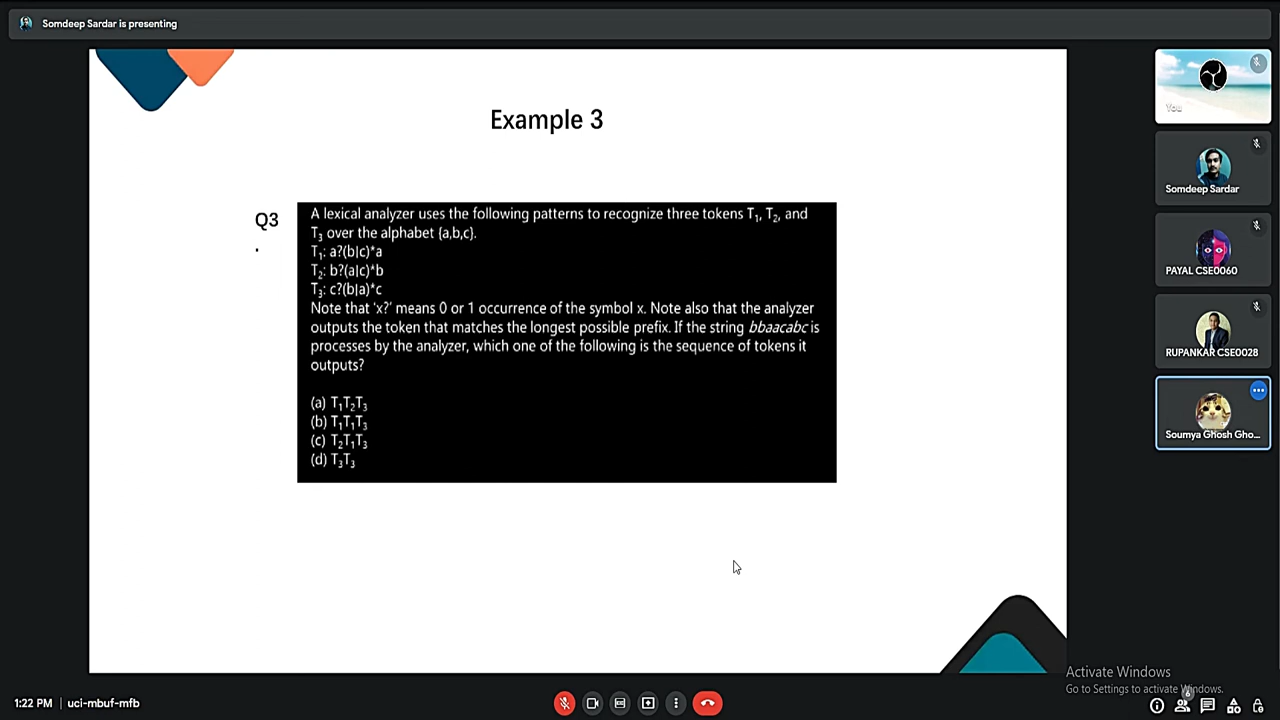 Somdeep Sardar is presenting
Example 3
Q3
.
A lexical analyzer uses the following patterns to recognize three tokens T₁, T₂, and
T₃ over the alphabet {a,b,c}.
T₁: a?(b|c)*a
T₂: b?(a|c)*b
T₃: c?(b|a)*c
Note that 'x?' means 0 or 1 occurrence of the symbol x. Note also that the analyzer
outputs the token that matches the longest possible prefix. If the string bbaacabc is
processes by the analyzer, which one of the following is the sequence of tokens it
outputs?
(a) T₁T₂T₃
(b) T₁T₁T₃
(c) T₂T₁T₃
(d) T₃T₃
You
Somdeep Sardar
PAYAL CSE0060
RUPANKAR CSE0028
Soumya Ghosh Gho...
Activate Windows
Go to Settings to activate Windows.
1:22 PM | uci-mbuf-mfb
6